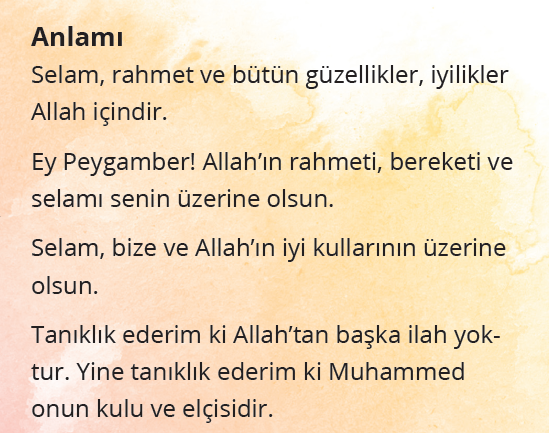 Anlamı
Selam, rahmet ve bütün güzellikler, iyilikler
Allah içindir.
Ey Peygamber! Allah’ın rahmeti, bereketi ve
selamı senin üzerine olsun.
Selam, bize ve Allah’ın iyi kullarının üzerine
olsun.
Tanıklık ederim ki Allah’tan başka ilah yok-
tur. Yine tanıklık ederim ki Muhammed
onun kulu ve elçisidir.